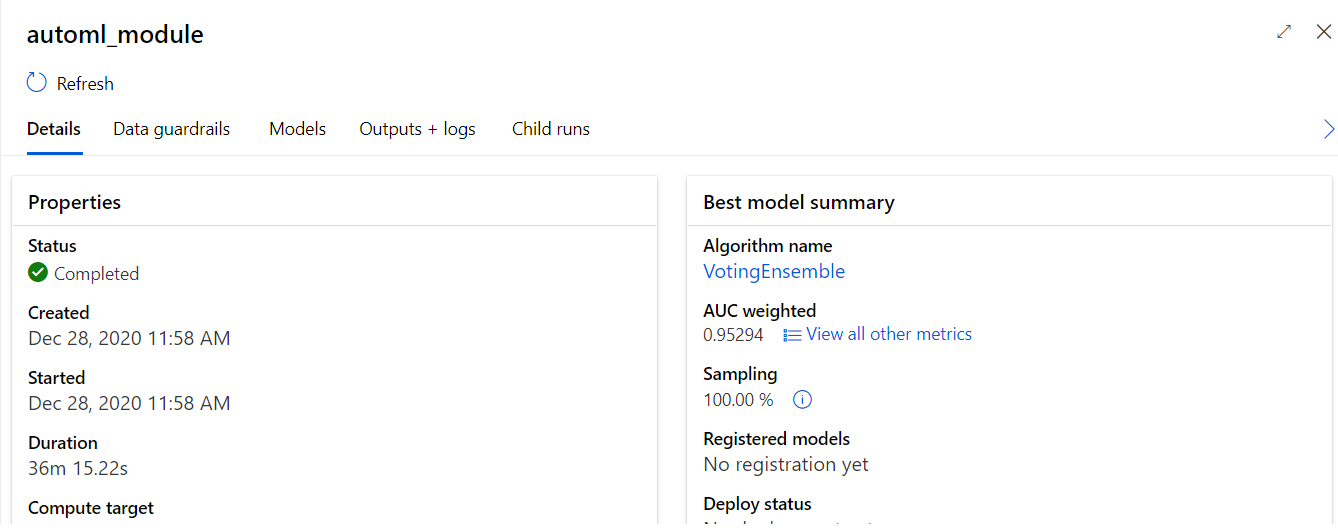 automl_module
Refresh
Details
Data guardrails
Models
Outputs + logs
Child runs
Properties
Status
Completed
Created
Dec 28, 2020 11:58 AM
Started
Dec 28, 2020 11:58 AM
Duration
36m 15.22s
Compute target
Best model summary
Algorithm name
VotingEnsemble
AUC weighted
0.95294 View all other metrics
Sampling
100.00 %
Registered models
No registration yet
Deploy status